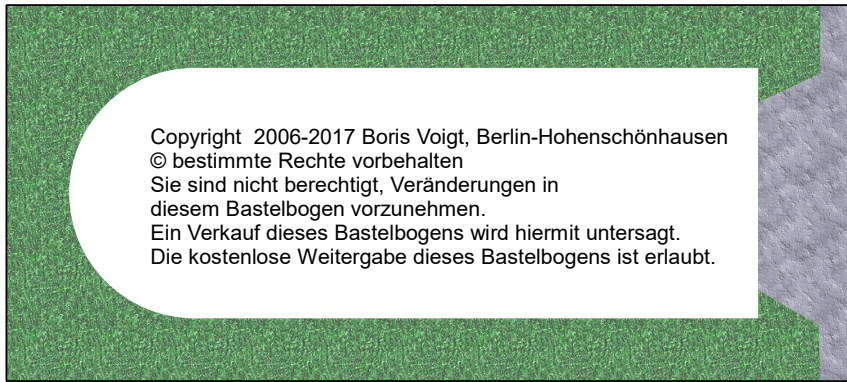 Copyright  2006-2017 Boris Voigt, Berlin-Hohenschönhausen
© bestimmte Rechte vorbehalten
Sie sind nicht berechtigt, Veränderungen in
diesem Bastelbogen vorzunehmen.
Ein Verkauf dieses Bastelbogens wird hiermit untersagt.
Die kostenlose Weitergabe dieses Bastelbogens ist erlaubt.